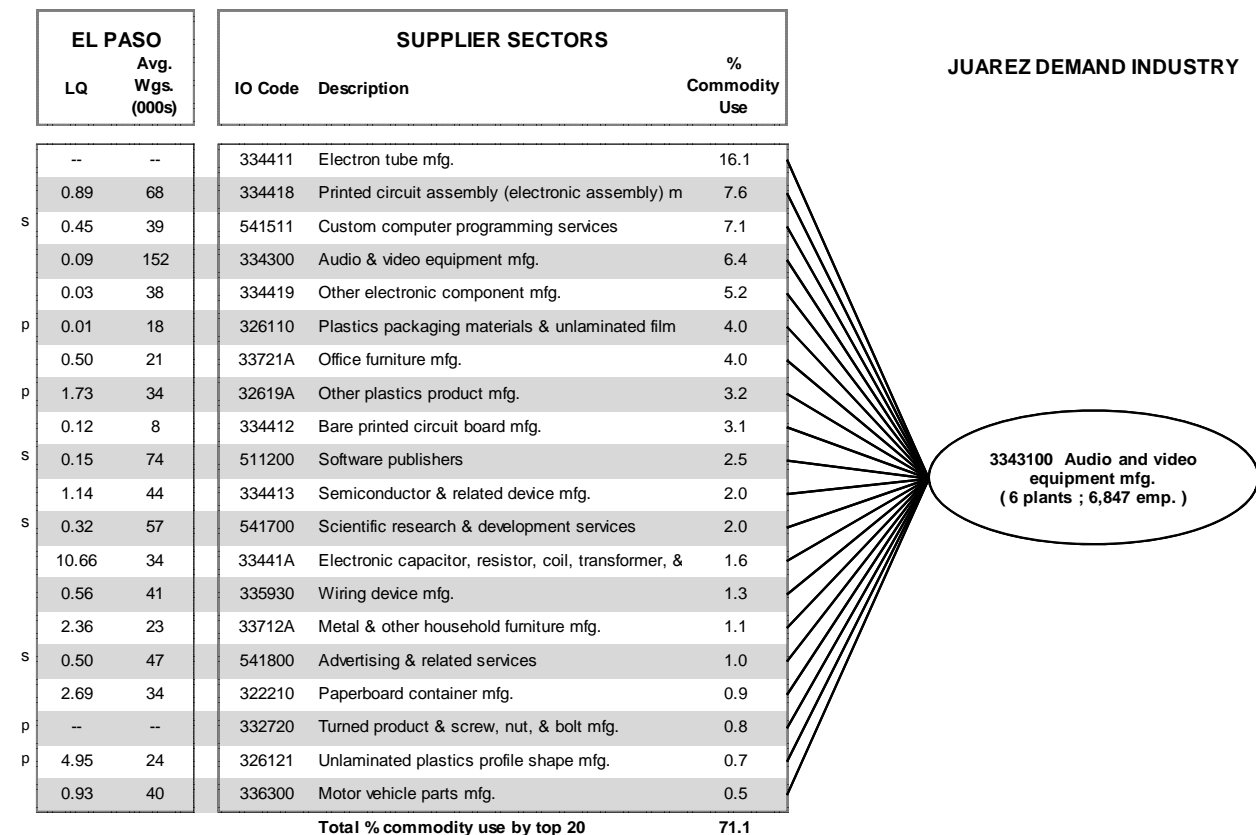 EL PASO SUPPLIER SECTORS
JUAREZ DEMAND INDUSTRY
LQ Avg. Wgs. (000s) IO Code Description % Commodity Use
-- -- 334411 Electron tube mfg. 16.1
0.89 68 334418 Printed circuit assembly (electronic assembly) m 7.6
s 0.45 39 541511 Custom computer programming services 7.1
0.09 152 334300 Audio & video equipment mfg. 6.4
0.03 38 334419 Other electronic component mfg. 5.2
p 0.01 18 326110 Plastics packaging materials & unlaminated film 4.0
0.50 21 33721A Office furniture mfg. 4.0
p 1.73 34 32619A Other plastics product mfg. 3.2
0.12 8 334412 Bare printed circuit board mfg. 3.1
s 0.15 74 511200 Software publishers 2.5
1.14 44 334413 Semiconductor & related device mfg. 2.0
s 0.32 57 541700 Scientific research & development services 2.0
10.66 34 33441A Electronic capacitor, resistor, coil, transformer, & 1.6
0.56 41 335930 Wiring device mfg. 1.3
2.36 23 33712A Metal & other household furniture mfg. 1.1
s 0.50 47 541800 Advertising & related services 1.0
2.69 34 322210 Paperboard container mfg. 0.9
p -- -- 332720 Turned product & screw, nut, & bolt mfg. 0.8
p 4.95 24 326121 Unlaminated plastics profile shape mfg. 0.7
0.93 40 336300 Motor vehicle parts mfg. 0.5
Total % commodity use by top 20 71.1
3343100 Audio and video
equipment mfg.
( 6 plants ; 6,847 emp. )